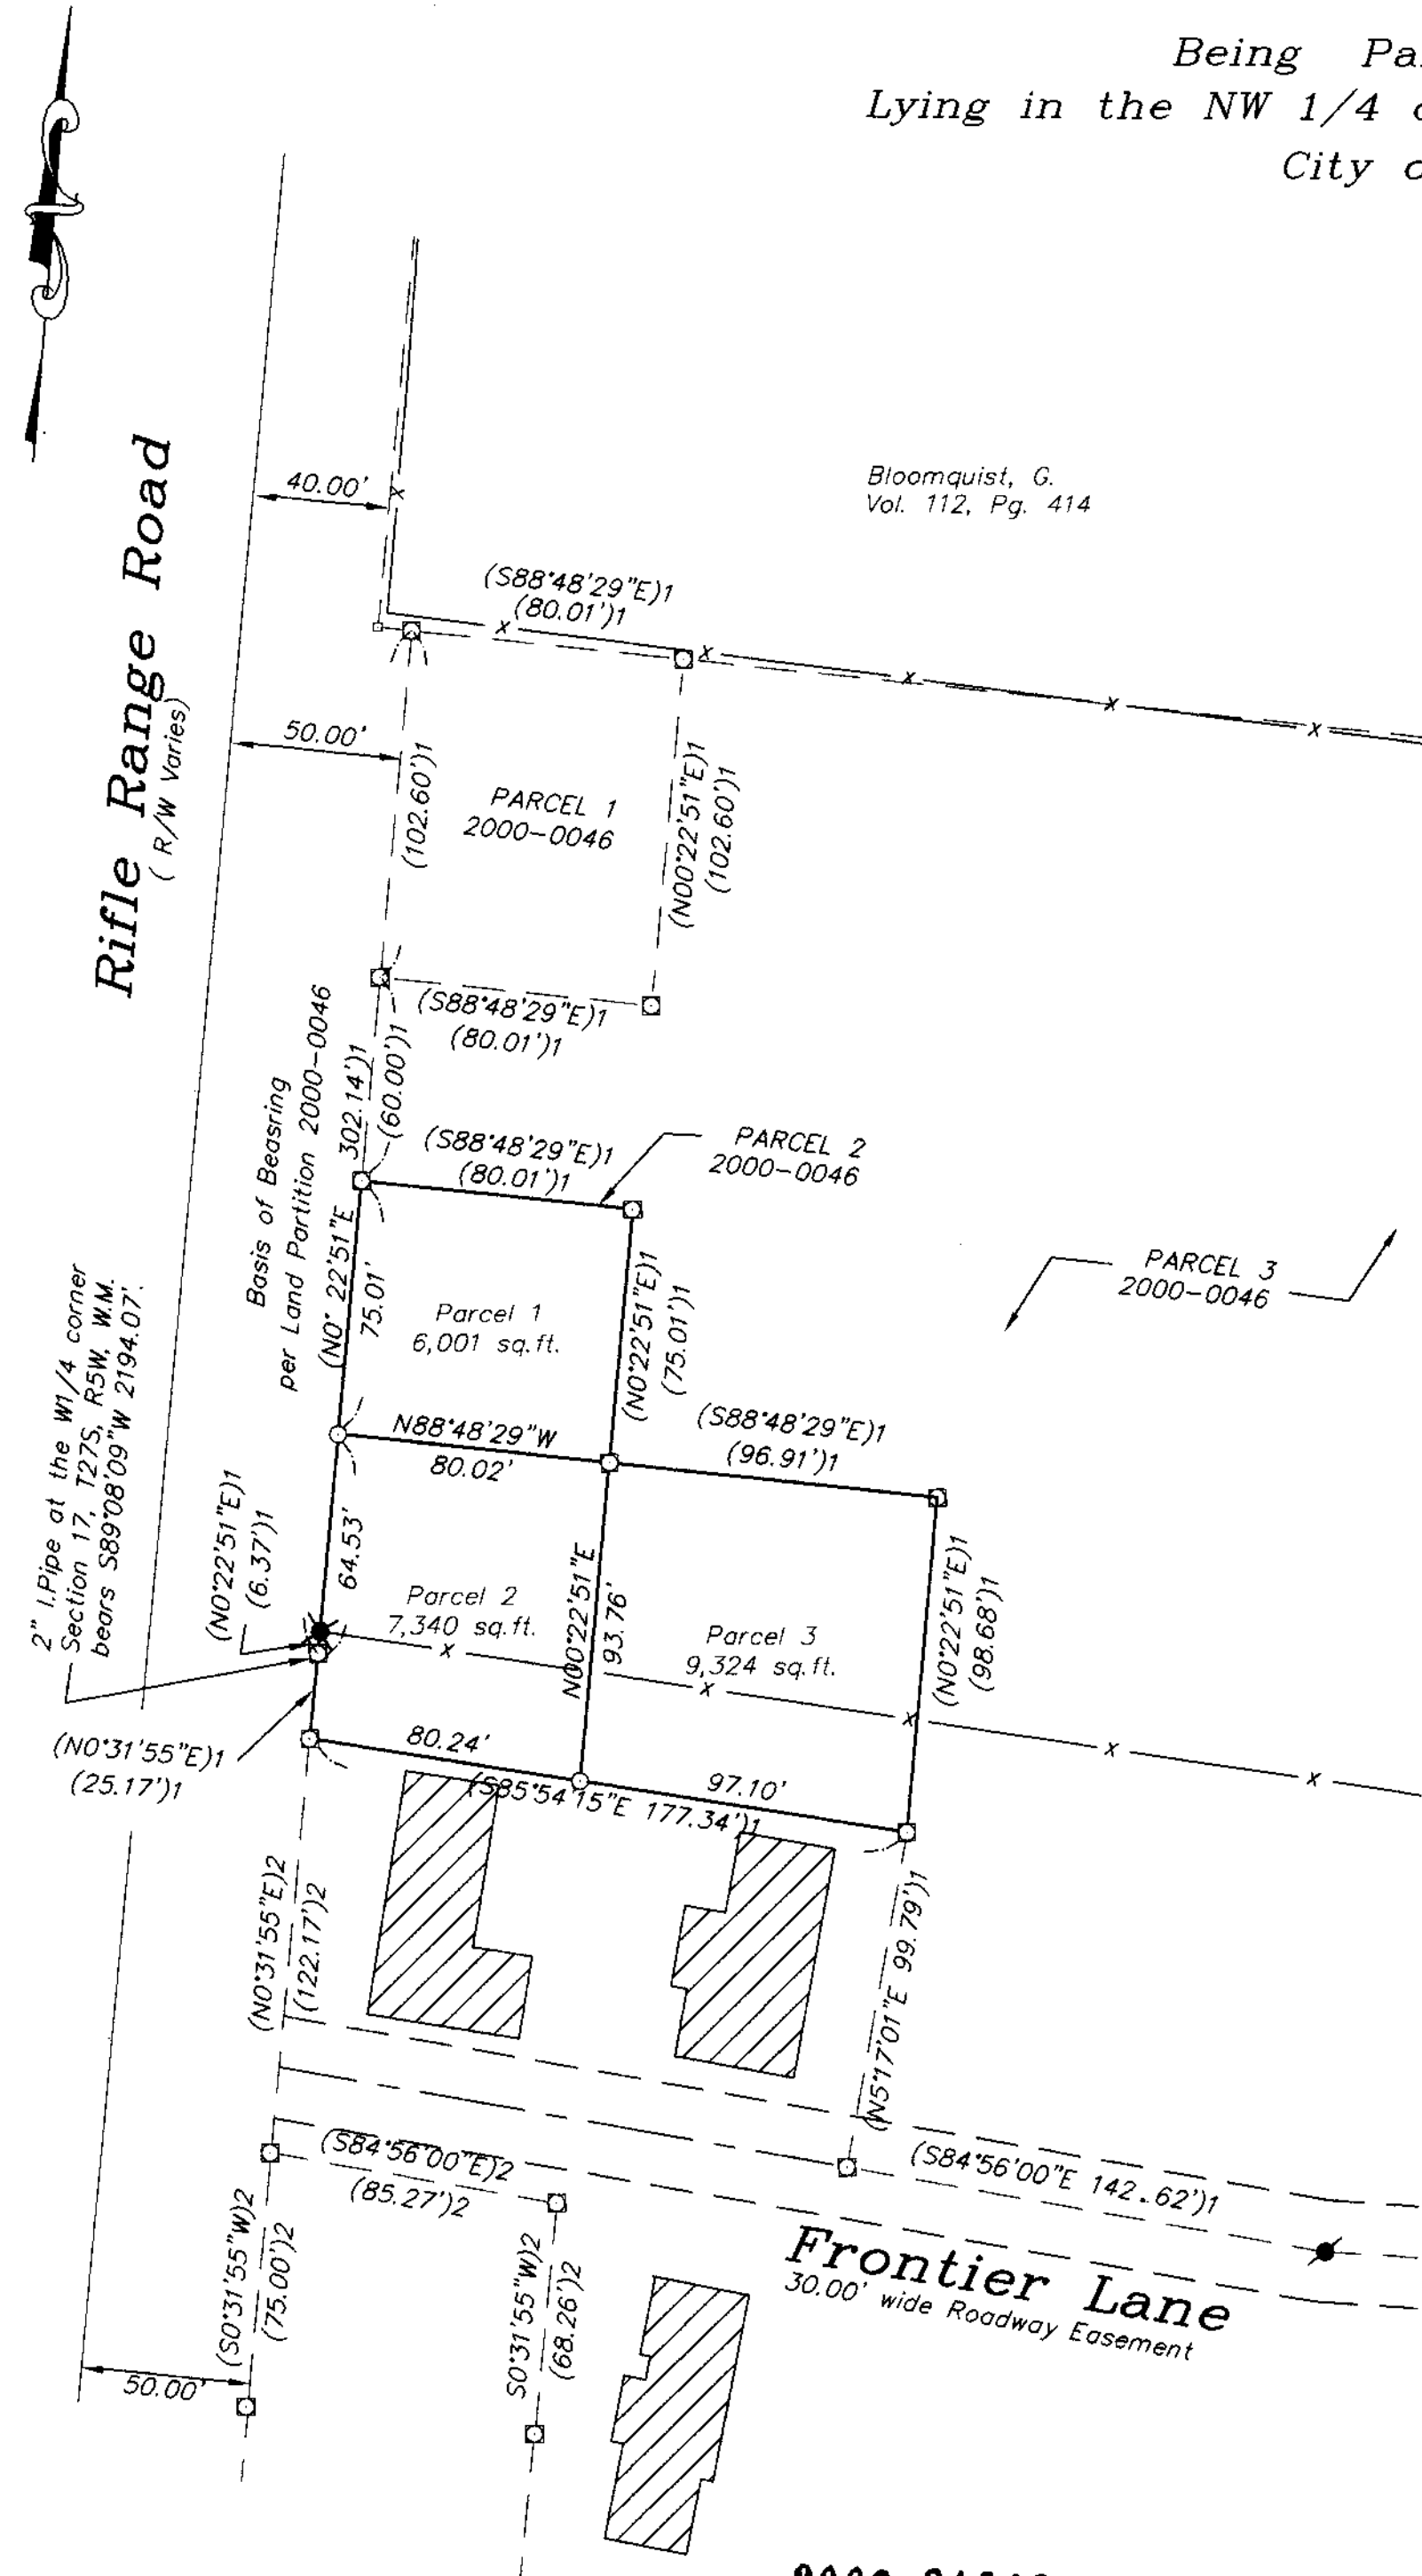 Being
Lying in the NW 1/4
City
Rifle Range Road
( R/W Varies)
40.00'
Bloomquist, G.
Vol. 112, Pg. 414
(S88°48'29"E)1
(80.01')1
50.00'
(102.60')1
PARCEL 1
2000-0046
(N00°22'51"E)1
(102.60')1
(S88°48'29"E)1
(80.01')1
Basis of Beasring
per Land Partition 2000-0046
(N0° 22'51"E 302.14')1
(60.00')1
75.01'
(S88°48'29"E)1
(80.01')1
PARCEL 2
2000-0046
PARCEL 3
2000-0046
Parcel 1
6,001 sq.ft.
(N0°22'51"E)1
(75.01')1
2" I.Pipe at the W1/4 corner
Section 17, T27S, R5W, W.M.
bears S89°08'09"W 2194.07'.
N88°48'29"W
80.02'
(S88°48'29"E)1
(96.91')1
(N0°22'51"E)1
(6.37')1
64.53'
Parcel 2
7,340 sq.ft.
N00°22'51"E
93.76'
Parcel 3
9,324 sq.ft.
(N0°22'51"E)1
(98.68')1
(N0°31'55"E)1
(25.17')1
80.24'
97.10'
(S85°54'15"E 177.34')1
(N0°31'55"E)2
(122.17')2
(N5°17'01"E 99.79')1
(S84°56'00"E)2
(85.27')2
(S84°56'00"E 142.62')1
(S0°31'55"W)2
(75.00')2
S0°31'55"W)2
(68.26')2
Frontier Lane
30.00' wide Roadway Easement
50.00'